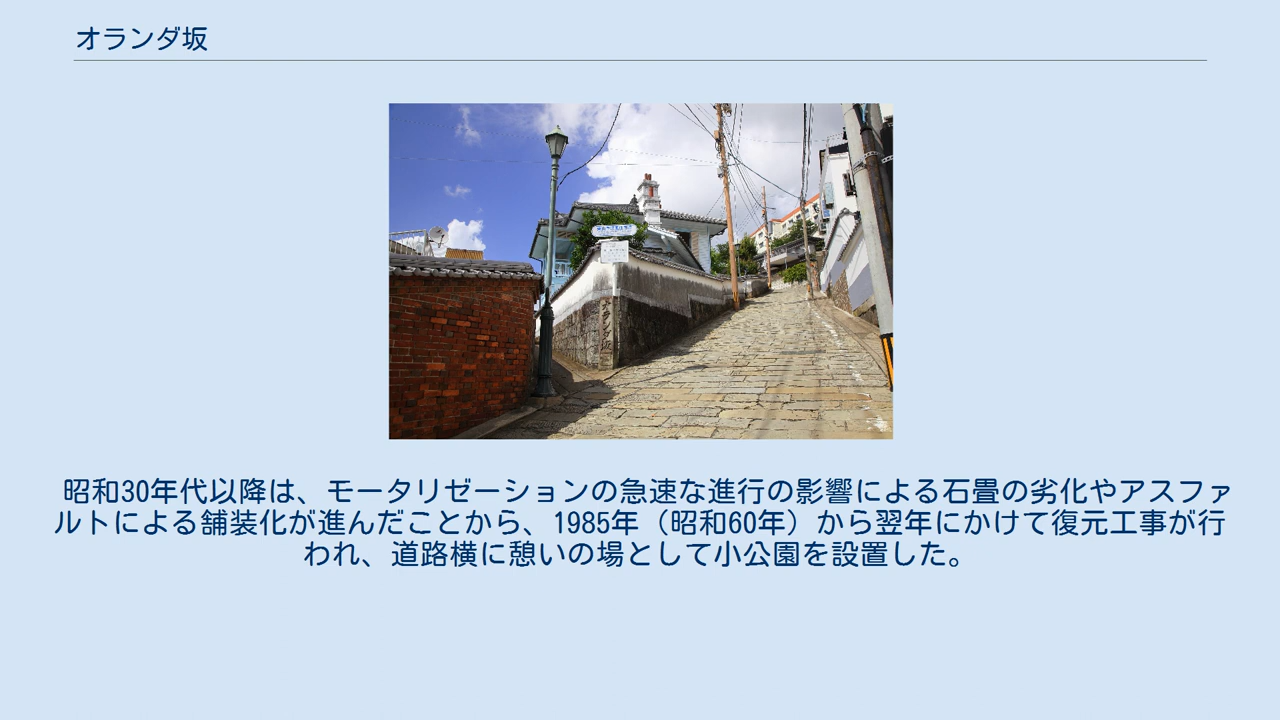 オランダ坂
オランダ坂
昭和30年代以降は、モータリゼーションの急速な進行の影響による石畳の劣化やアスファ
ルトによる舗装化が進んだことから、1985年（昭和60年）から翌年にかけて復元工事が行
われ、道路横に憩いの場として小公園を設置した。